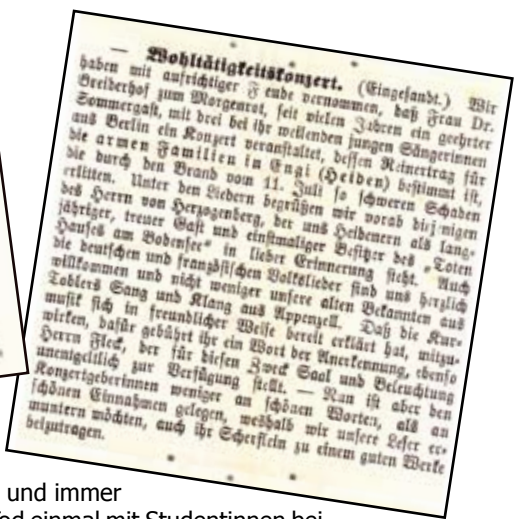 — Wohltätigkeitskonzert. (Eingesandt.) Wir
haben mit aufrichtiger F eude vernommen, daß Frau Dr.
Breiderhof zum Morgenrot, seit vielen Jahren ein geehrter
Sommergast, mit drei bei ihr weilenden jungen Sängerinnen
aus Berlin ein Konzert veranstaltet, dessen Reinertrag für
die armen Familien in Engi (Heiden) bestimmt ist,
die durch den Brand vom 11. Juli so schweren Schaden
erlitten. Unter den Liedern begrüßen wir vorab diejenigen
des Herrn von Herzogenberg, der uns Heidenern als lang-
jähriger, treuer Gast und einstmaliger Besitzer des „Toten
Hauses am Bodensee“ in lieber Erinnerung steht. Auch
die deutschen und französischen Volkslieder sind uns herzlich
willkommen und nicht weniger unsere alten Bekannten aus
Toblers Sang und Klang aus Appenzell. Daß die Kur-
musik sich in freundlicher Weise bereit erklärt hat, mitzu-
wirken, dafür gebührt ihr ein Wort der Anerkennung, ebenso
Herrn Fleck, der für diesen Zweck Saal und Beleuchtung
unentgeltlich zur Verfügung stellt. — Nun ist aber den
Konzertgeberinnen weniger an schönen Worten, als an
schönen Einnahmen gelegen, weshalb wir unsere Leser er-
muntern möchten, auch ihr Scherflein zu einem guten Werke
beizutragen.
und immer
einmal mit Studentinnen bei